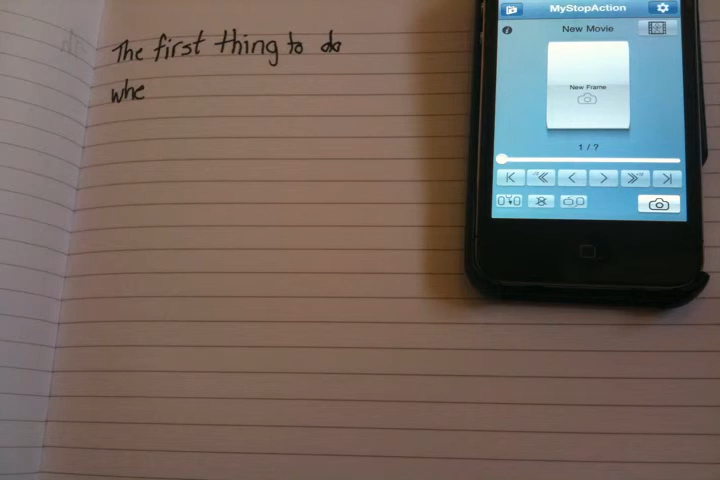 The first thing to do
whe
MyStopAction
New Movie
New Frame
1 / ?